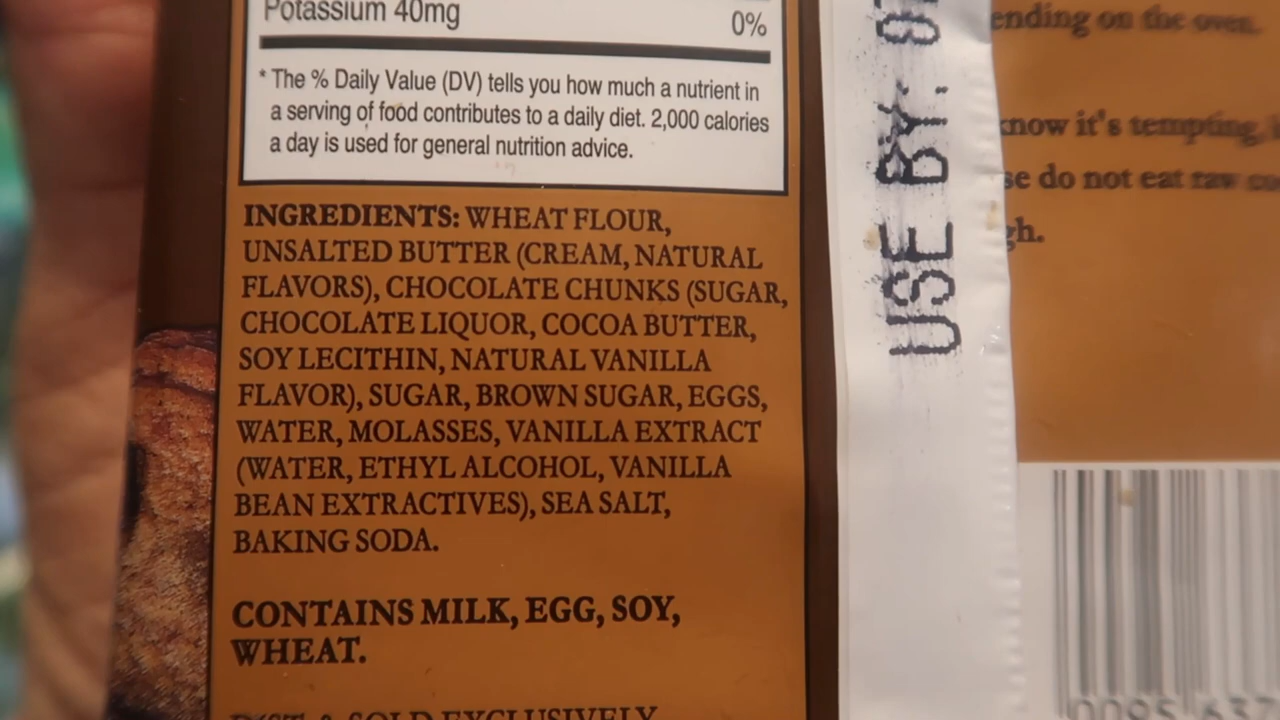 Potassium 40mg 0%
* The % Daily Value (DV) tells you how much a nutrient in
a serving of food contributes to a daily diet. 2,000 calories
a day is used for general nutrition advice.
INGREDIENTS: WHEAT FLOUR,
UNSALTED BUTTER (CREAM, NATURAL
FLAVORS), CHOCOLATE CHUNKS (SUGAR,
CHOCOLATE LIQUOR, COCOA BUTTER,
SOY LECITHIN, NATURAL VANILLA
FLAVOR), SUGAR, BROWN SUGAR, EGGS,
WATER, MOLASSES, VANILLA EXTRACT
(WATER, ETHYL ALCOHOL, VANILLA
BEAN EXTRACTIVES), SEA SALT,
BAKING SODA.
CONTAINS MILK, EGG, SOY,
WHEAT.
DIST. & SOLD EXCLUSIVELY
USE BY:
ending on the oven.
know it's tempting,
se do not eat raw
gh.